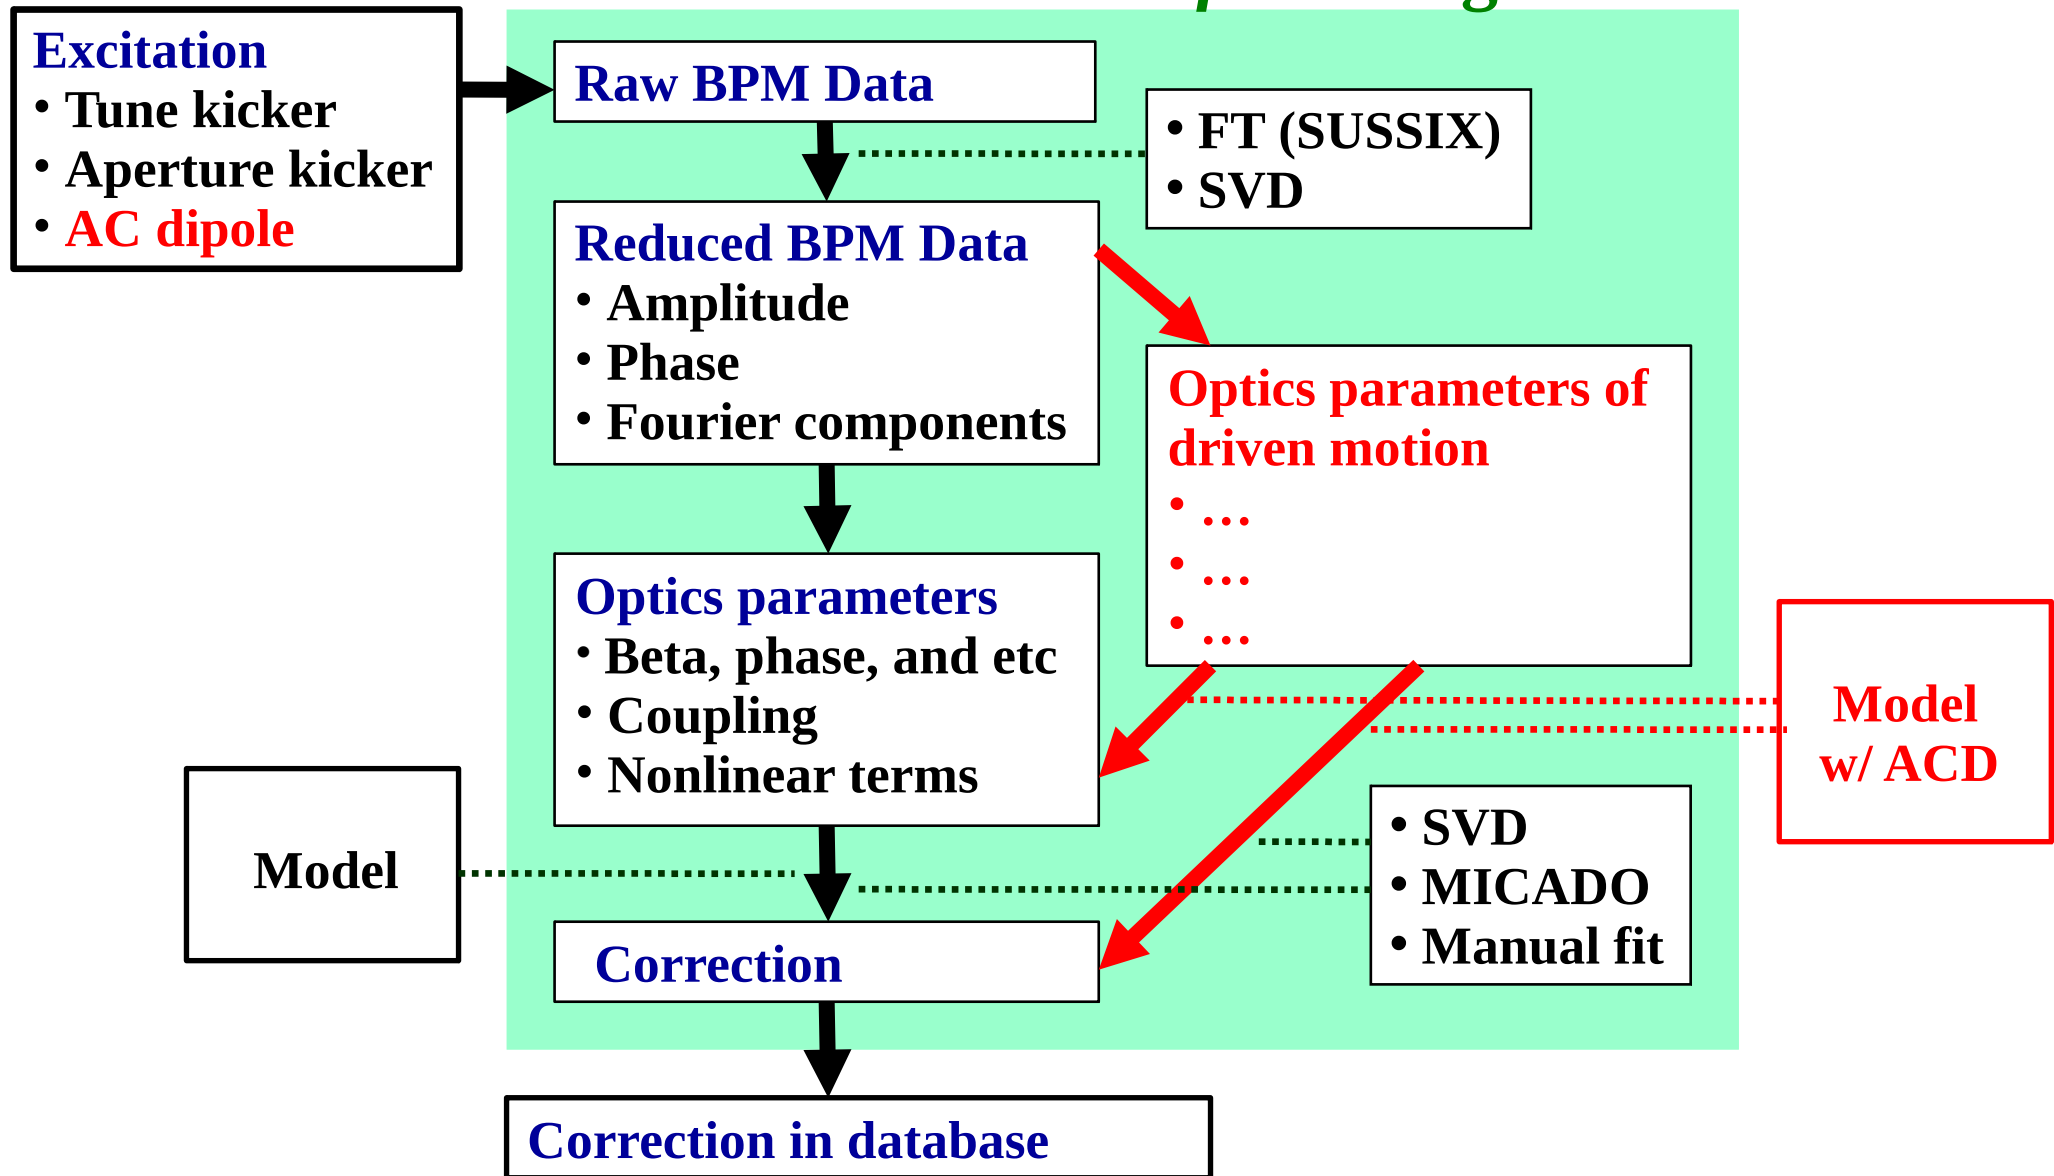 Excitation
• Tune kicker
• Aperture kicker
• AC dipole
Raw BPM Data
• FT (SUSSIX)
• SVD
Reduced BPM Data
• Amplitude
• Phase
• Fourier components
Optics parameters of
driven motion
• …
• …
• …
Optics parameters
• Beta, phase, and etc
• Coupling
• Nonlinear terms
Model
w/ ACD
Model
• SVD
• MICADO
• Manual fit
Correction
Correction in database